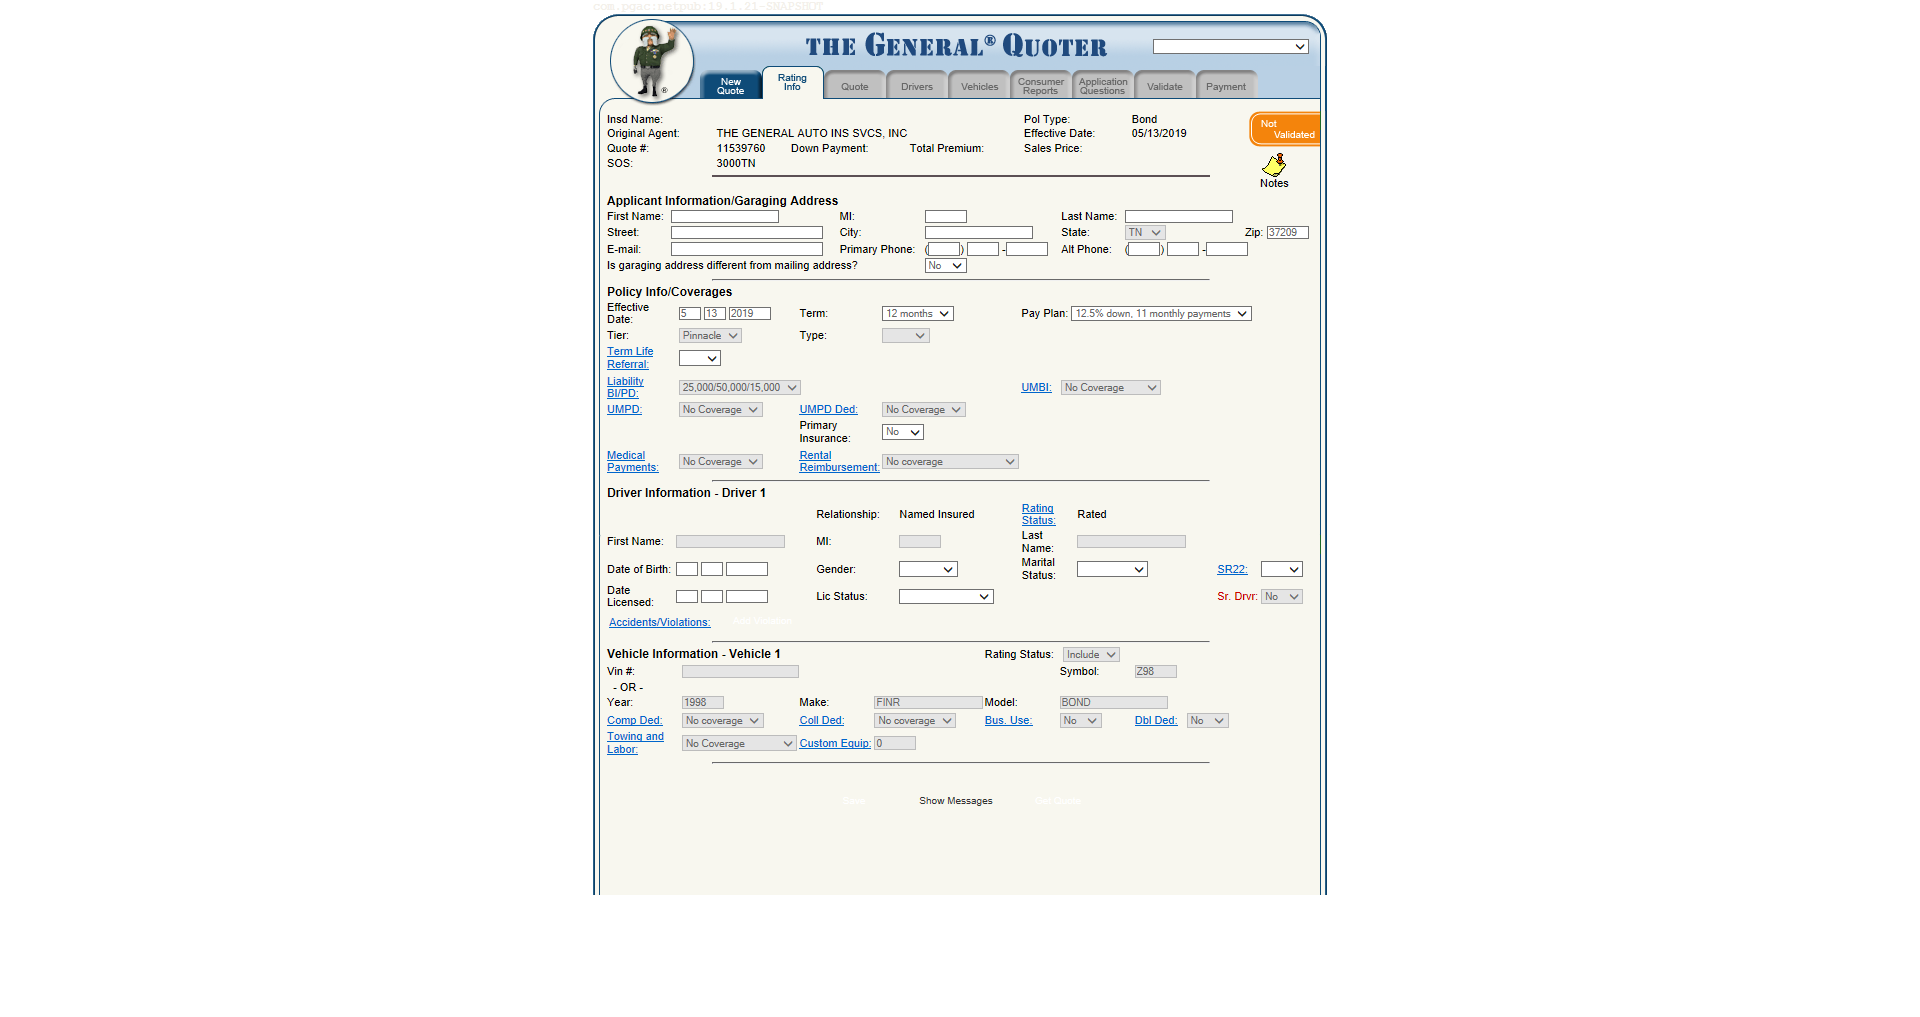 com.pgac:netpub:19.1.21-SNAPSHOT
THE GENERAL® QUOTER
New Quote
Rating Info
Quote
Drivers
Vehicles
Consumer Reports
Application Questions
Validate
Payment
Insd Name: Pol Type: Bond
Not Validated
Original Agent: THE GENERAL AUTO INS SVCS, INC Effective Date: 05/13/2019
Quote #: 11539760 Down Payment: Total Premium: Sales Price:
SOS: 3000TN
Notes
Applicant Information/Garaging Address
First Name: MI: Last Name:
Street: City: State: TN Zip: 37209
E-mail: Primary Phone: ( ) - Alt Phone: ( ) -
Is garaging address different from mailing address? No
Policy Info/Coverages
Effective Date: 5 13 2019 Term: 12 months Pay Plan: 12.5% down, 11 monthly payments
Tier: Pinnacle Type:
Term Life Referral:
Liability BI/PD: 25,000/50,000/15,000 UMBI: No Coverage
UMPD: No Coverage UMPD Ded: No Coverage
Primary Insurance: No
Medical Payments: No Coverage Rental Reimbursement: No coverage
Driver Information - Driver 1
Relationship: Named Insured Rating Status: Rated
First Name: MI: Last Name:
Date of Birth: Gender: Marital Status: SR22:
Date Licensed: Lic Status: Sr. Drvr: No
Accidents/Violations: Add Violation
Vehicle Information - Vehicle 1 Rating Status: Include
Vin #: Symbol: Z98
- OR -
Year: 1998 Make: FINR Model: BOND
Comp Ded: No coverage Coll Ded: No coverage Bus. Use: No Dbl Ded: No
Towing and Labor: No Coverage Custom Equip: 0
Save Show Messages Get Quote